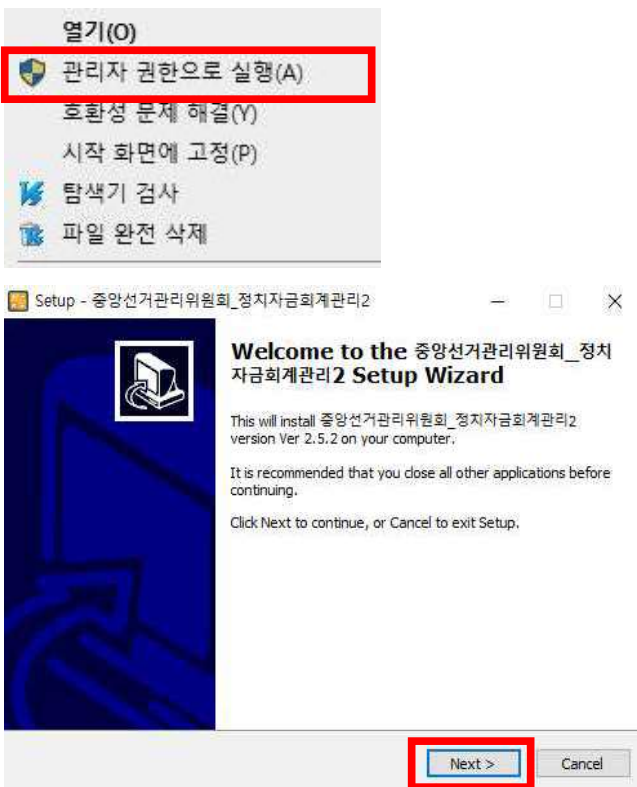 열기(O)
관리자 권한으로 실행(A)
호환성 문제 해결(Y)
시작 화면에 고정(P)
탐색기 검사
파일 완전 삭제
Setup - 중앙선거관리위원회_정치자금회계관리2
Welcome to the 중앙선거관리위원회_정치
자금회계관리2 Setup Wizard
This will install 중앙선거관리위원회_정치자금회계관리2
version Ver 2.5.2 on your computer.
It is recommended that you close all other applications before
continuing.
Click Next to continue, or Cancel to exit Setup.
Next >
Cancel